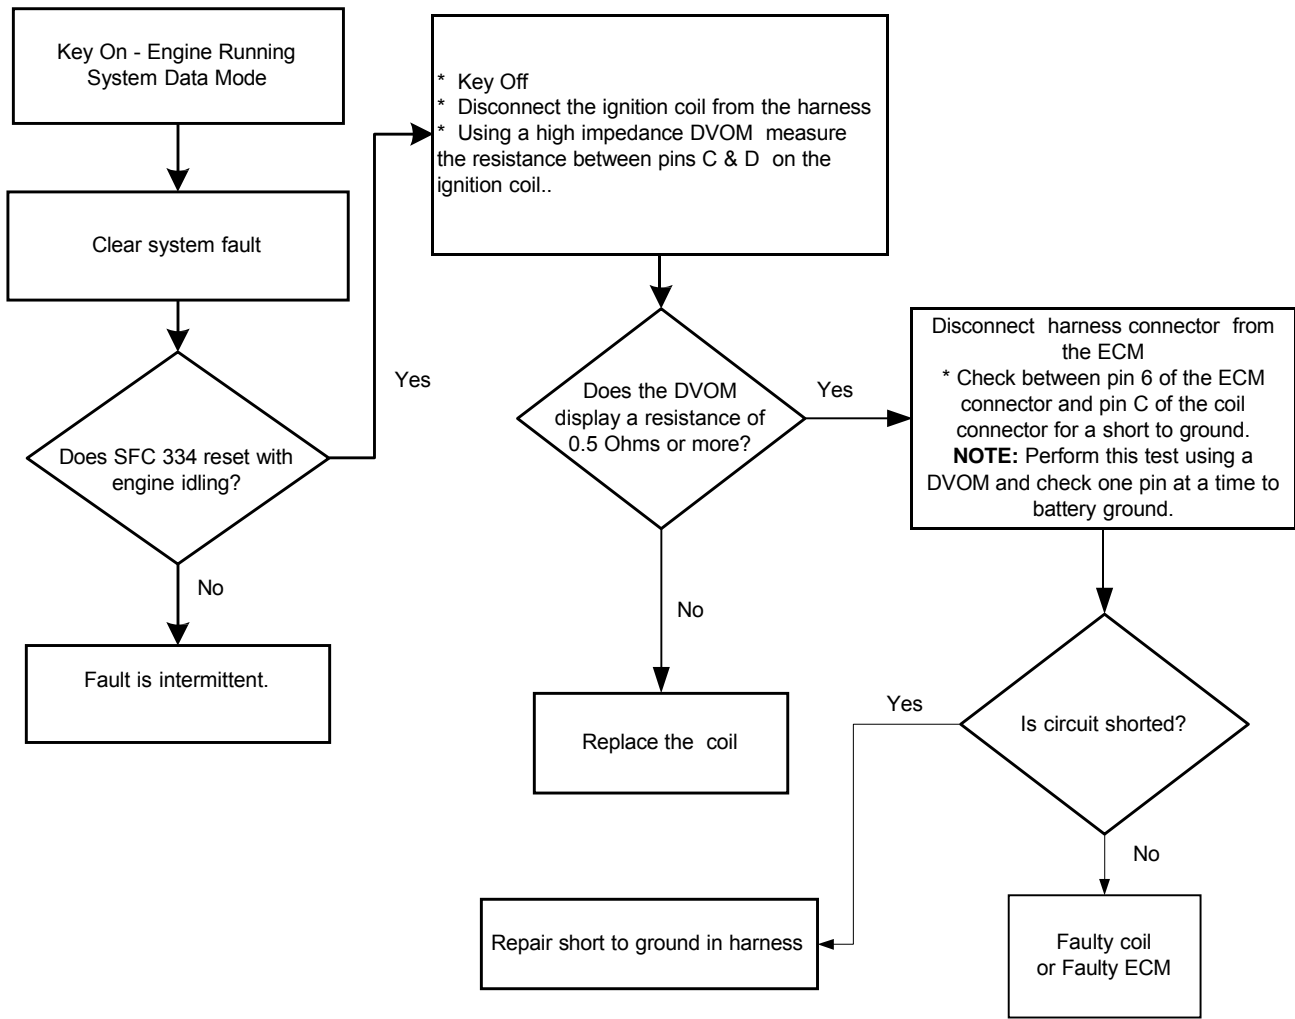 Key On - Engine Running
System Data Mode
Clear system fault
Does SFC 334 reset with
engine idling?
Yes
No
Fault is intermittent.
* Key Off
* Disconnect the ignition coil from the harness
* Using a high impedance DVOM measure
the resistance between pins C & D on the
ignition coil..
Does the DVOM
display a resistance of
0.5 Ohms or more?
Yes
No
Replace the coil
Disconnect harness connector from
the ECM
* Check between pin 6 of the ECM
connector and pin C of the coil
connector for a short to ground.
NOTE: Perform this test using a
DVOM and check one pin at a time to
battery ground.
Is circuit shorted?
Yes
No
Repair short to ground in harness
Faulty coil
or Faulty ECM